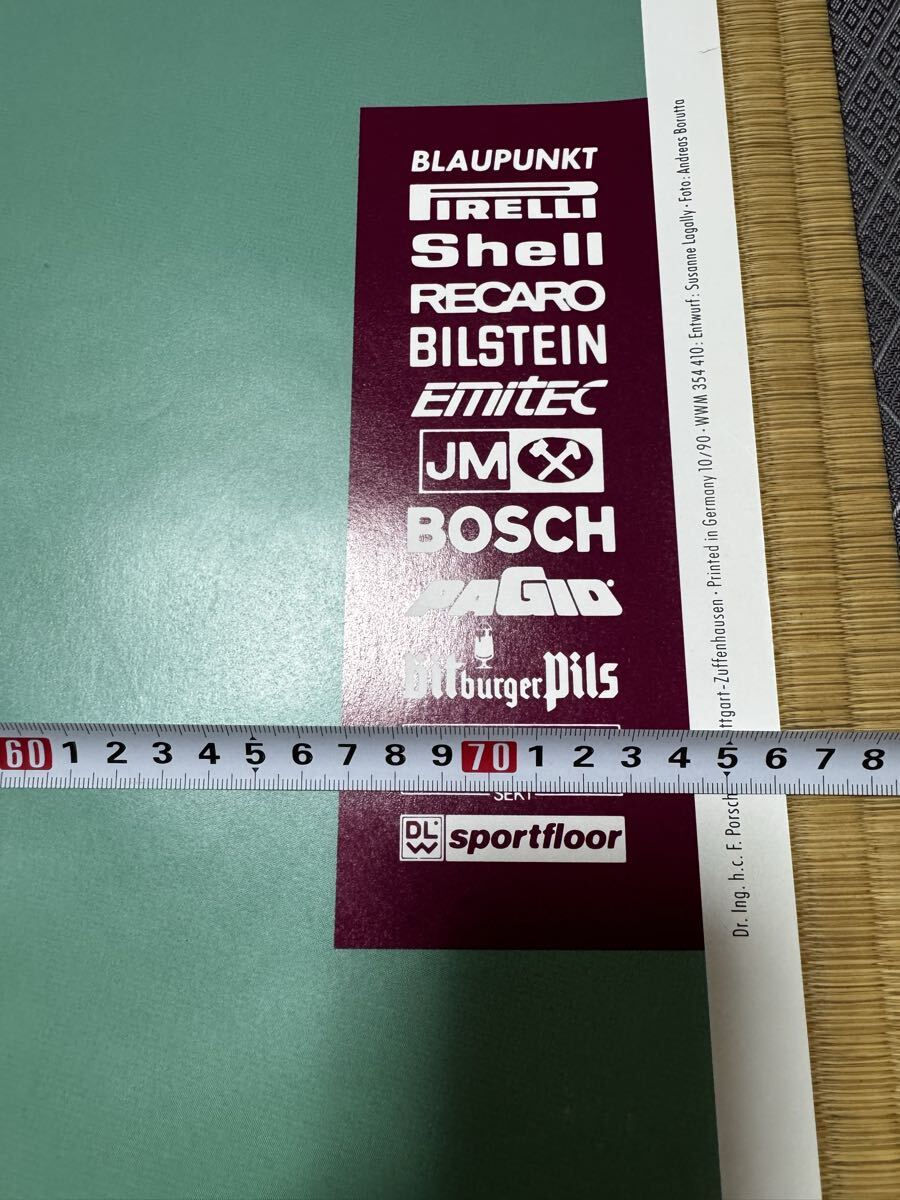 BLAUPUNKT
PIRELLI
Shell
RECARO
BILSTEIN
EMITEC
JM
BOSCH
PAGID
Bitburger Pils
60 1 2 3 4 5 6 7 8 9 70 1 2 3 4 5 6 7 8
SEKT
DLW sportfloor
Dr. Ing. h.c. F. Porsch ttgart-Zuffenhausen · Printed in Germany 10/90 · WWM 354 410 : Entwurf : Susanne Lagally · Foto : Andreas Barutta